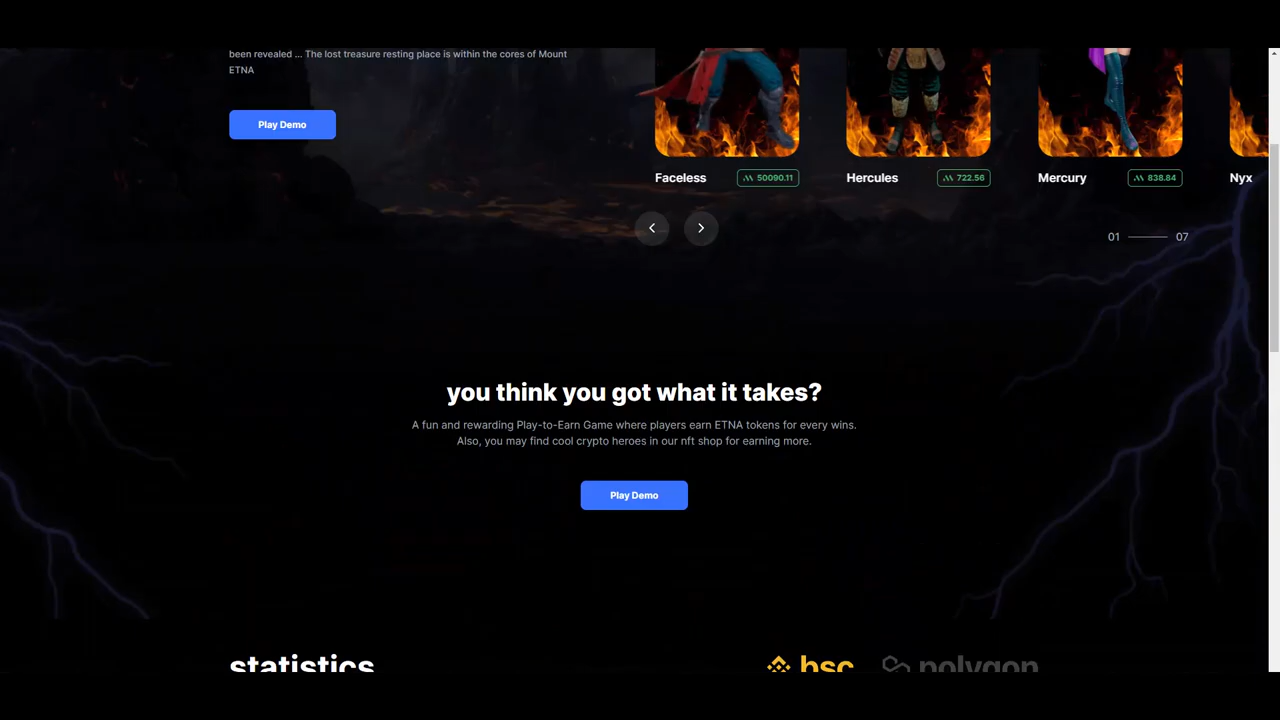 been revealed ... The lost treasure resting place is within the cores of Mount
ETNA
Play Demo
Faceless 50090.11
Hercules 722.56
Mercury 838.84
Nyx
01 07
you think you got what it takes?
A fun and rewarding Play-to-Earn Game where players earn ETNA tokens for every wins.
Also, you may find cool crypto heroes in our nft shop for earning more.
Play Demo
statistics
bsc polygon